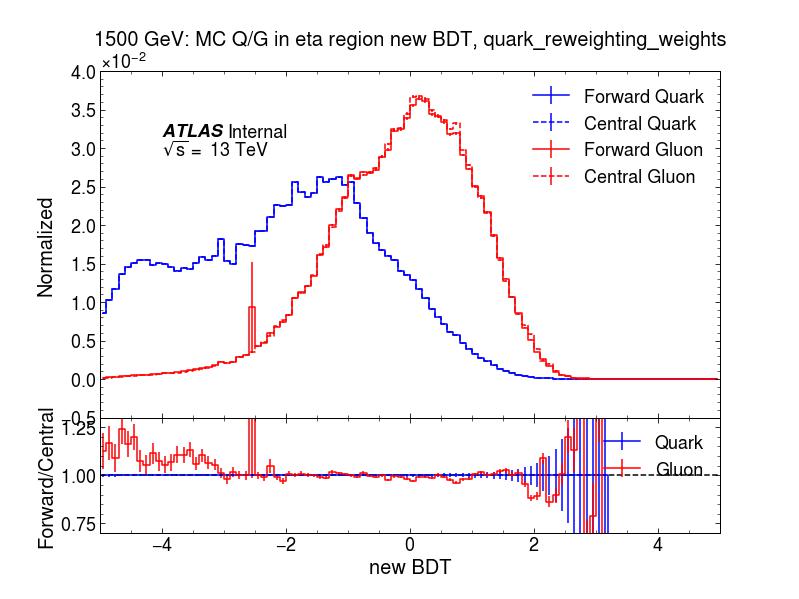 1500 GeV: MC Q/G in eta region new BDT, quark_reweighting_weights
×10⁻²
4.0
3.5
3.0
2.5
2.0
1.5
1.0
0.5
0.0
−0.5
Normalized
ATLAS Internal
√s = 13 TeV
Forward Quark
Central Quark
Forward Gluon
Central Gluon
1.25
1.00
0.75
Forward/Central
Quark
Gluon
−4 −2 0 2 4
new BDT